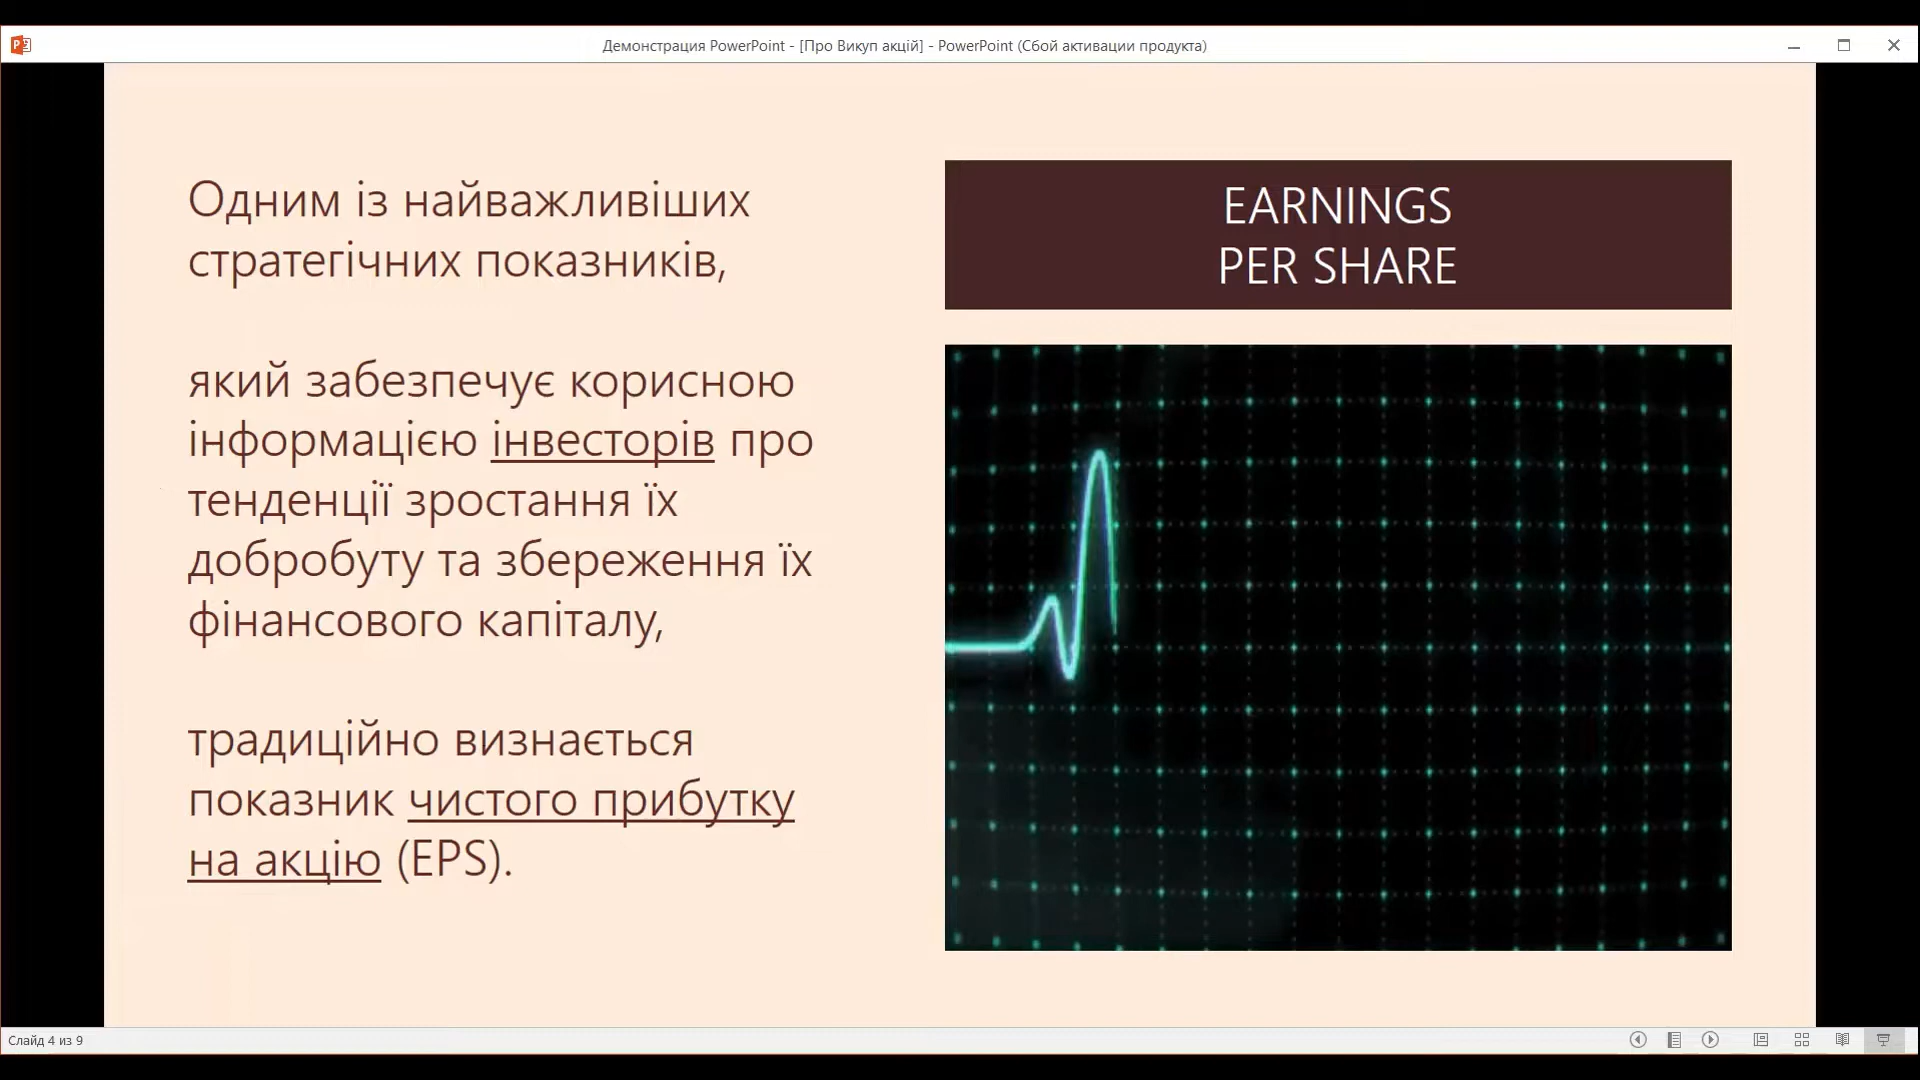 Демонстрация PowerPoint - [Про Викуп акцій] - PowerPoint (Сбой активации продукта)
Одним із найважливіших
стратегічних показників,
який забезпечує корисною
інформацією інвесторів про
тенденції зростання їх
добробуту та збереження їх
фінансового капіталу,
традиційно визнається
показник чистого прибутку
на акцію (EPS).
EARNINGS
PER SHARE
Слайд 4 из 9